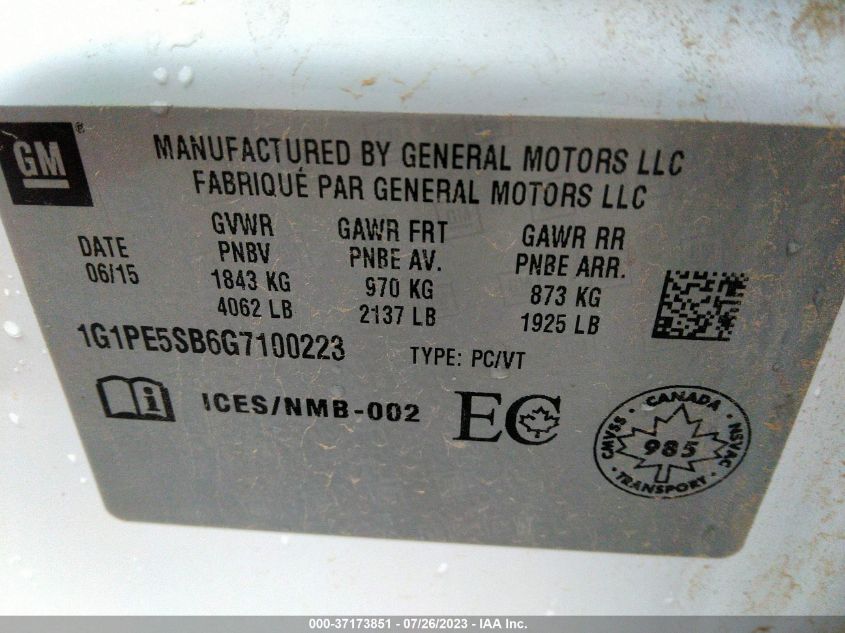 GM ®
MANUFACTURED BY GENERAL MOTORS LLC
FABRIQUÉ PAR GENERAL MOTORS LLC
DATE
06/15
GVWR
PNBV
1843 KG
4062 LB
GAWR FRT
PNBE AV.
970 KG
2137 LB
GAWR RR
PNBE ARR.
873 KG
1925 LB
1G1PE5SB6G7100223
TYPE: PC/VT
i ICES/NMB-002
EC
CANADA
CMVSS · NSVAC
985
· TRANSPORT ·
000-37173851 - 07/26/2023 - IAA Inc.